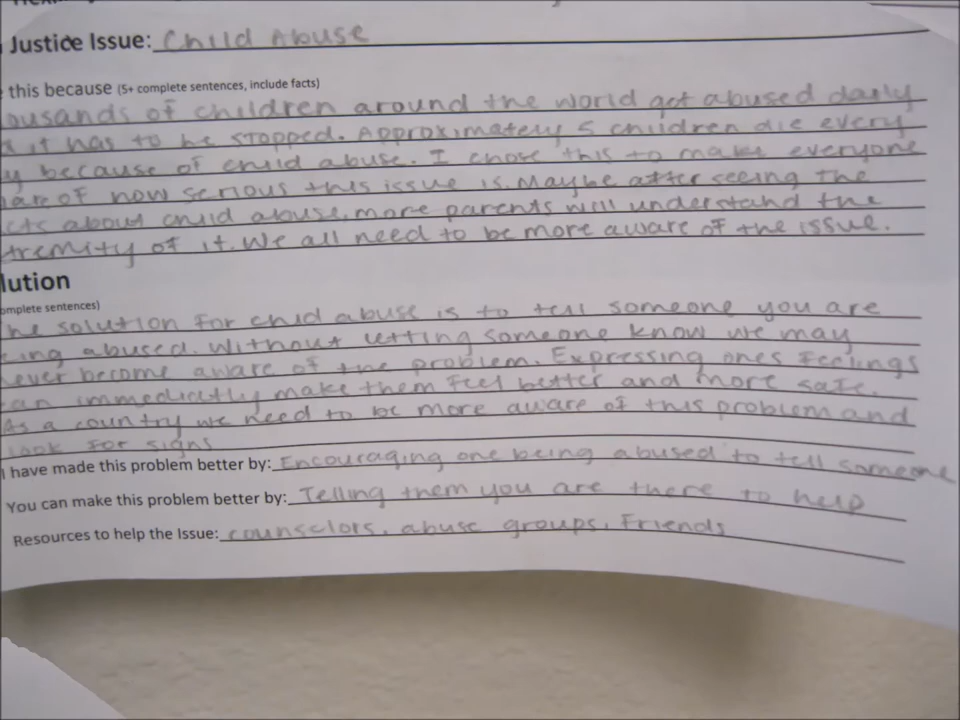 Justice Issue: Child Abuse
this because (5+ complete sentences, include facts)
ousands of children around the world get abused daily
it has to be stopped. Approximately 5 children die every
y because of child abuse. I chose this to make everyone
are of how serious this issue is. Maybe after seeing the
cts about child abuse, more parents will understand the
tremity of it. We all need to be more aware of the issue.
lution
omplete sentences)
he solution for child abuse is to tell someone you are
eing abused. Without letting someone know we may
never become aware of the problem. Expressing ones feelings
can immediatly make them feel better and more safe.
As a country we need to be more aware of this problem and
look for signs
I have made this problem better by: Encouraging one being abused to tell someone
You can make this problem better by: Telling them you are there to help
Resources to help the Issue: counselors, abuse groups, Friends